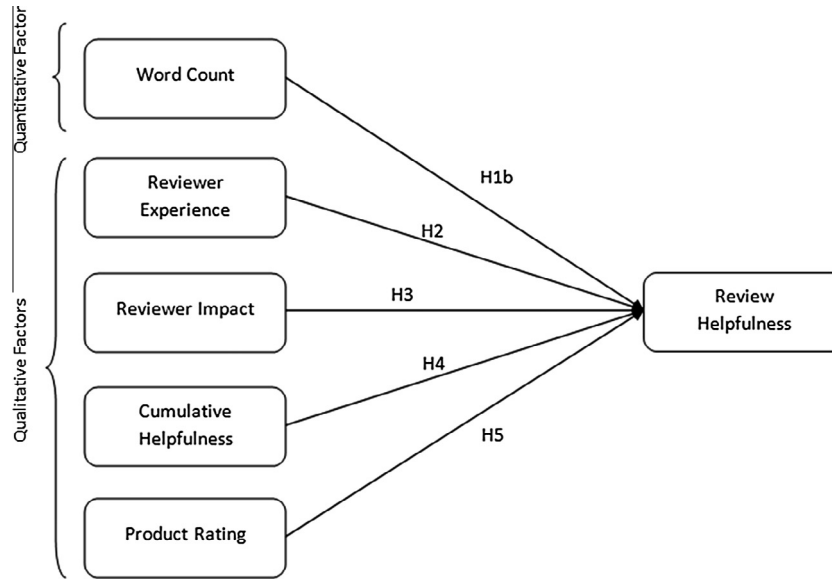 Quantitative Factor
Word Count
H1b
Qualitative Factors
Reviewer
Experience
H2
Reviewer Impact
H3
Review
Helpfulness
Cumulative
Helpfulness
H4
H5
Product Rating